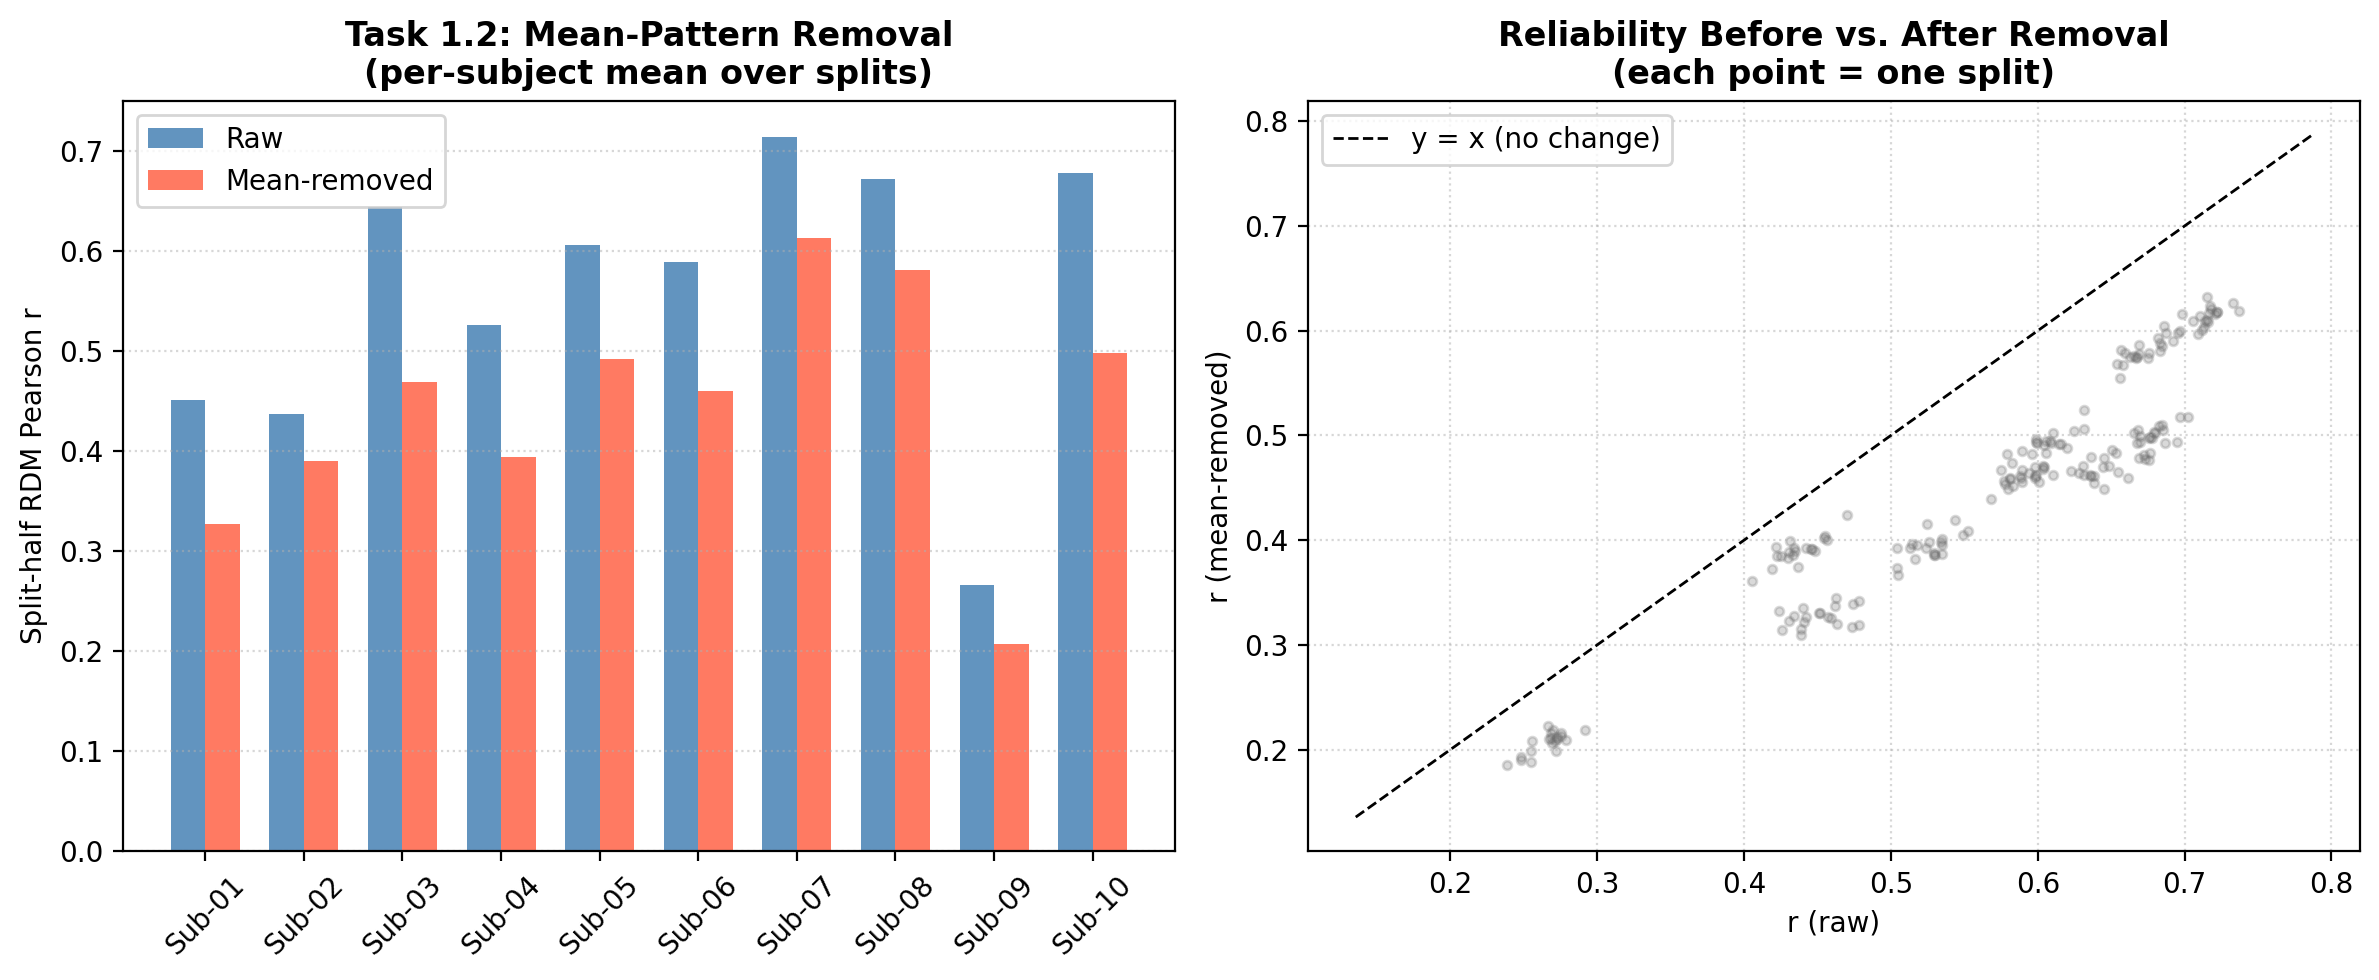 Task 1.2: Mean-Pattern Removal
(per-subject mean over splits)
Raw
Mean-removed
Split-half RDM Pearson r
0.7
0.6
0.5
0.4
0.3
0.2
0.1
0.0
Sub-01
Sub-02
Sub-03
Sub-04
Sub-05
Sub-06
Sub-07
Sub-08
Sub-09
Sub-10
Reliability Before vs. After Removal
(each point = one split)
y = x (no change)
r (mean-removed)
0.8
0.7
0.6
0.5
0.4
0.3
0.2
0.2
0.3
0.4
0.5
0.6
0.7
0.8
r (raw)